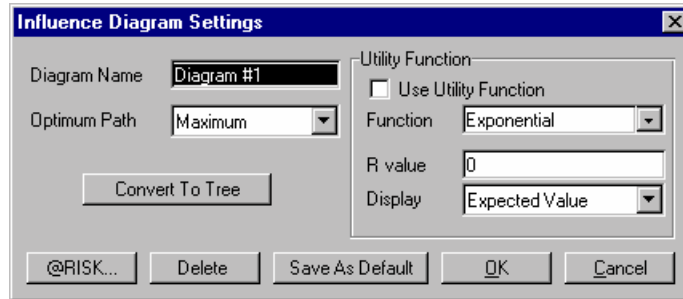 Influence Diagram Settings
Diagram Name Diagram #1
Optimum Path Maximum
Convert To Tree
Utility Function
Use Utility Function
Function Exponential
R value 0
Display Expected Value
@RISK... Delete Save As Default OK Cancel